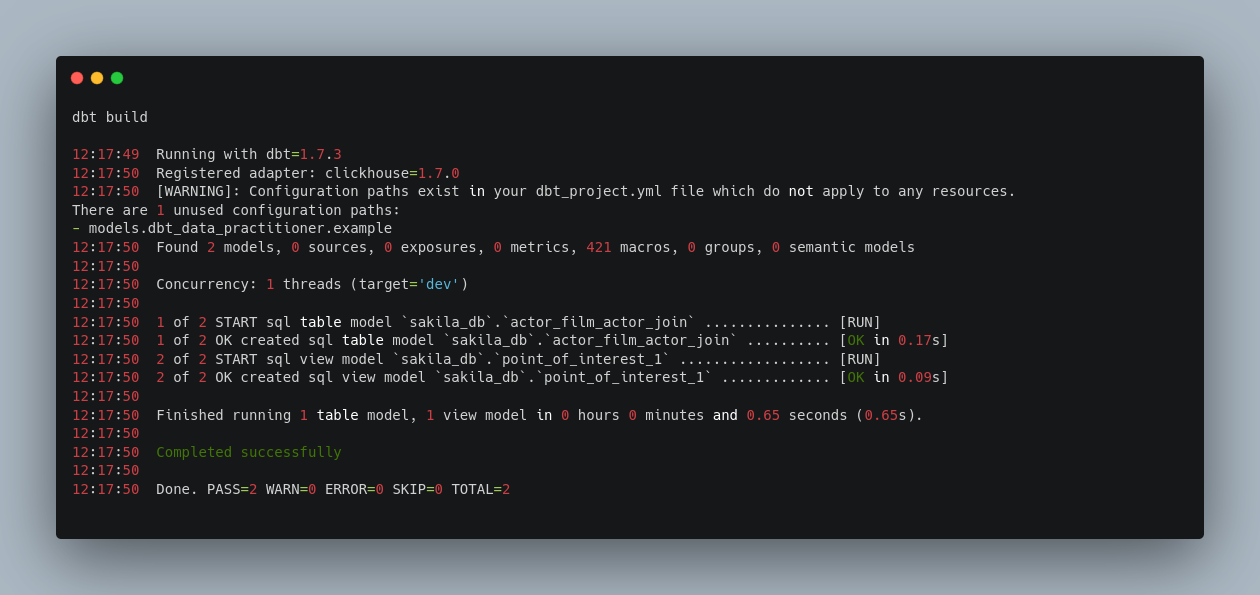 dbt build
12:17:49  Running with dbt=1.7.3
12:17:50  Registered adapter: clickhouse=1.7.0
12:17:50  [WARNING]: Configuration paths exist in your dbt_project.yml file which do not apply to any resources.
There are 1 unused configuration paths:
- models.dbt_data_practitioner.example
12:17:50  Found 2 models, 0 sources, 0 exposures, 0 metrics, 421 macros, 0 groups, 0 semantic models
12:17:50
12:17:50  Concurrency: 1 threads (target='dev')
12:17:50
12:17:50  1 of 2 START sql table model `sakila_db`.`actor_film_actor_join` ............... [RUN]
12:17:50  1 of 2 OK created sql table model `sakila_db`.`actor_film_actor_join` .......... [OK in 0.17s]
12:17:50  2 of 2 START sql view model `sakila_db`.`point_of_interest_1` .................. [RUN]
12:17:50  2 of 2 OK created sql view model `sakila_db`.`point_of_interest_1` ............. [OK in 0.09s]
12:17:50
12:17:50  Finished running 1 table model, 1 view model in 0 hours 0 minutes and 0.65 seconds (0.65s).
12:17:50
12:17:50  Completed successfully
12:17:50
12:17:50  Done. PASS=2 WARN=0 ERROR=0 SKIP=0 TOTAL=2